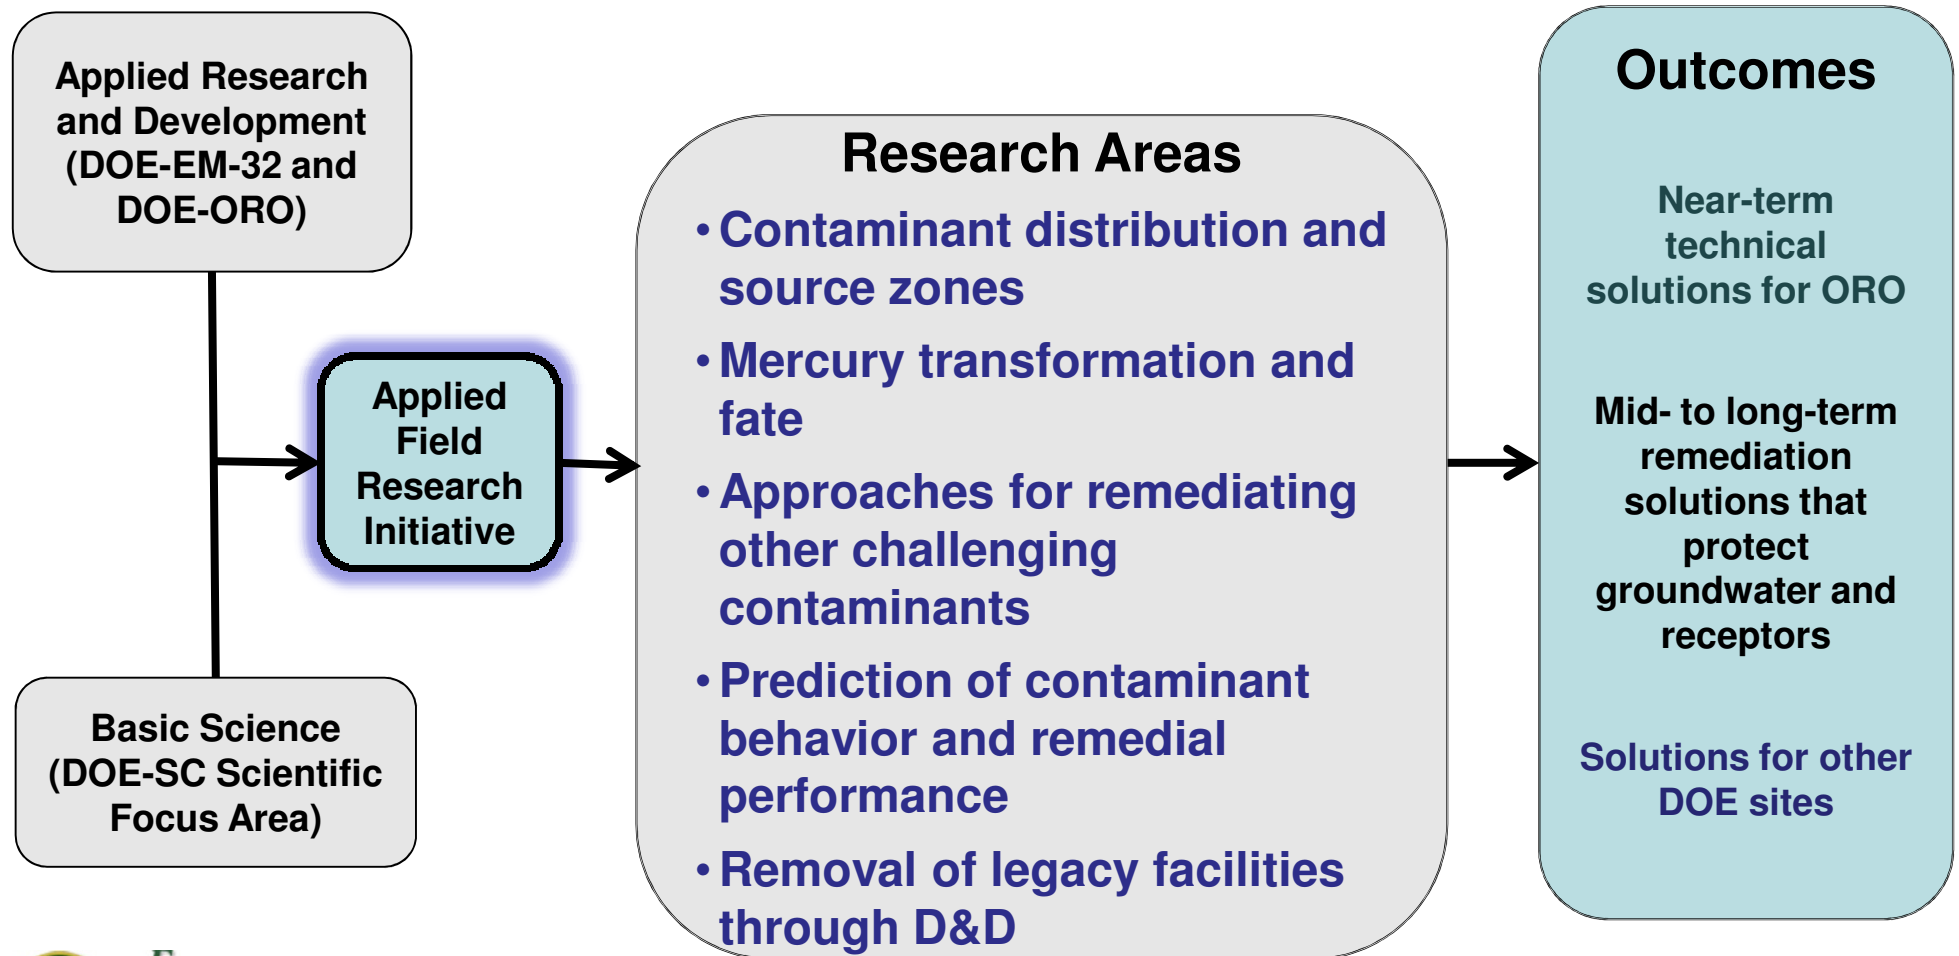 Applied Research
and Development
(DOE-EM-32 and
DOE-ORO)
Basic Science
(DOE-SC Scientific
Focus Area)
Applied
Field
Research
Initiative
Research Areas
• Contaminant distribution and
source zones
• Mercury transformation and
fate
• Approaches for remediating
other challenging
contaminants
• Prediction of contaminant
behavior and remedial
performance
• Removal of legacy facilities
through D&D
Outcomes
Near-term
technical
solutions for ORO
Mid- to long-term
remediation
solutions that
protect
groundwater and
receptors
Solutions for other
DOE sites